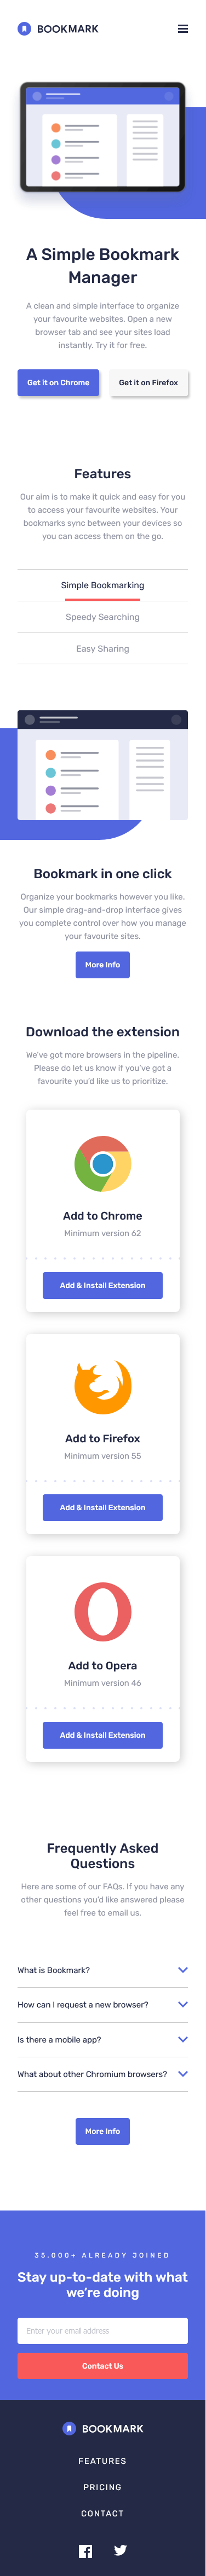 BOOKMARK
A Simple Bookmark
Manager
A clean and simple interface to organize
your favourite websites. Open a new
browser tab and see your sites load
instantly. Try it for free.
Get it on Chrome
Get it on Firefox
Features
Our aim is to make it quick and easy for you
to access your favourite websites. Your
bookmarks sync between your devices so
you can access them on the go.
Simple Bookmarking
Speedy Searching
Easy Sharing
Bookmark in one click
Organize your bookmarks however you like.
Our simple drag-and-drop interface gives
you complete control over how you manage
your favourite sites.
More Info
Download the extension
We've got more browsers in the pipeline.
Please do let us know if you've got a
favourite you'd like us to prioritize.
Add to Chrome
Minimum version 62
Add & Install Extension
Add to Firefox
Minimum version 55
Add & Install Extension
Add to Opera
Minimum version 46
Add & Install Extension
Frequently Asked
Questions
Here are some of our FAQs. If you have any
other questions you'd like answered please
feel free to email us.
What is Bookmark?
How can I request a new browser?
Is there a mobile app?
What about other Chromium browsers?
More Info
35,000+ ALREADY JOINED
Stay up-to-date with what
we're doing
Enter your email address
Contact Us
BOOKMARK
FEATURES
PRICING
CONTACT